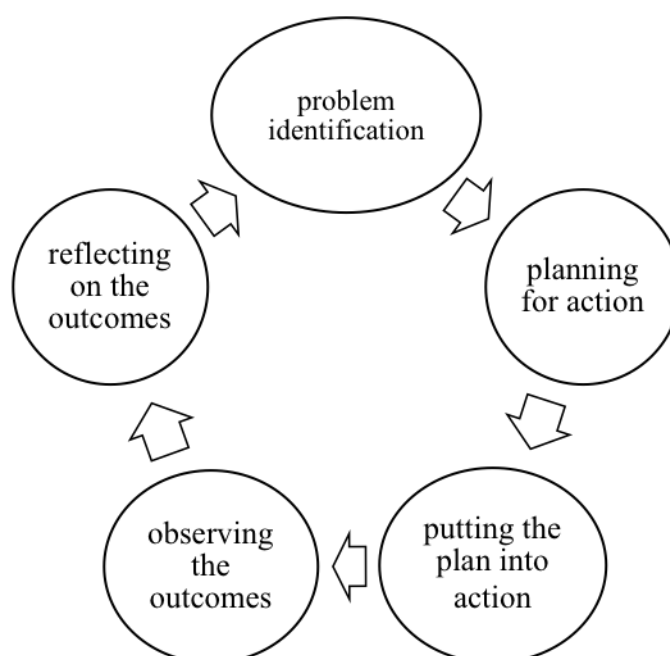 problem
identification
planning
for action
putting the
plan into
action
observing
the
outcomes
reflecting
on the
outcomes